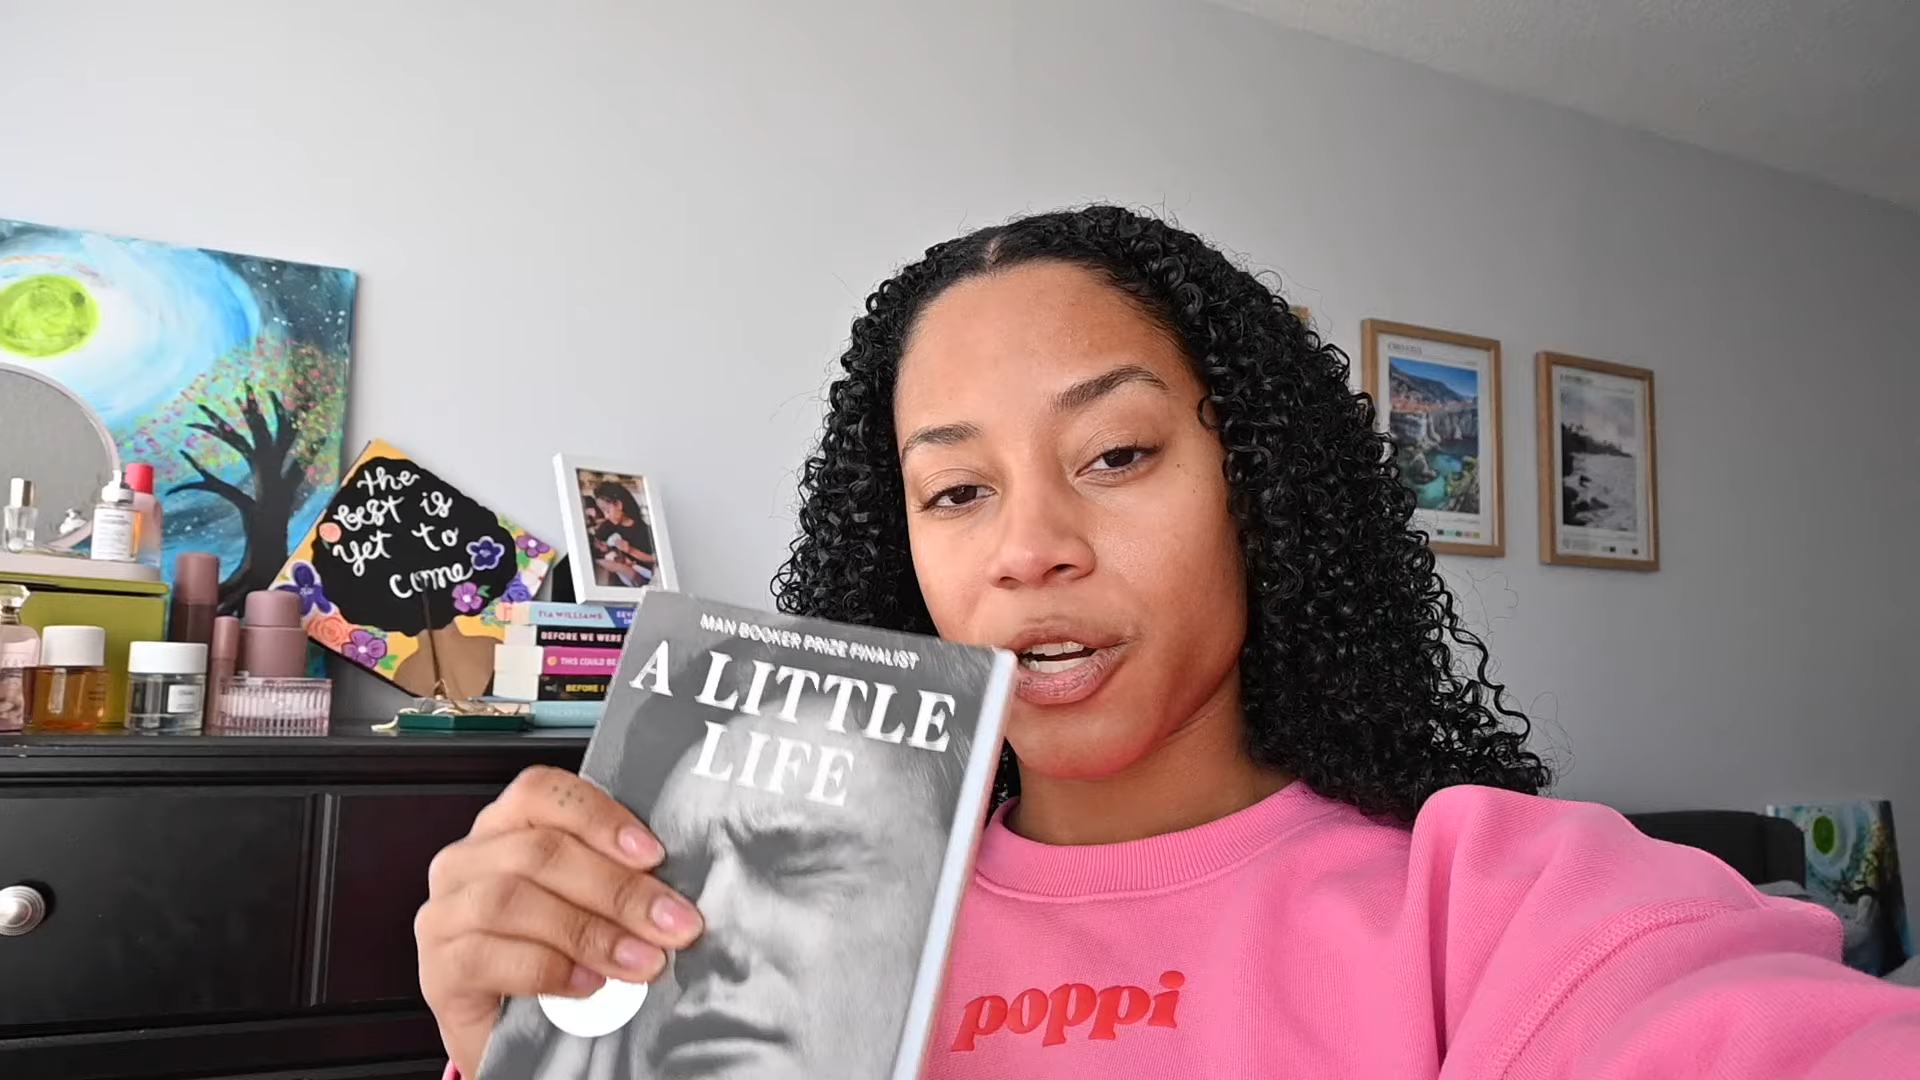 the
best is
yet to
come
TIA WILLIAMS
BEFORE WE WERE
THIS COULD BE
BEFORE I
MAN BOOKER PRIZE FINALIST
A LITTLE
LIFE
poppi